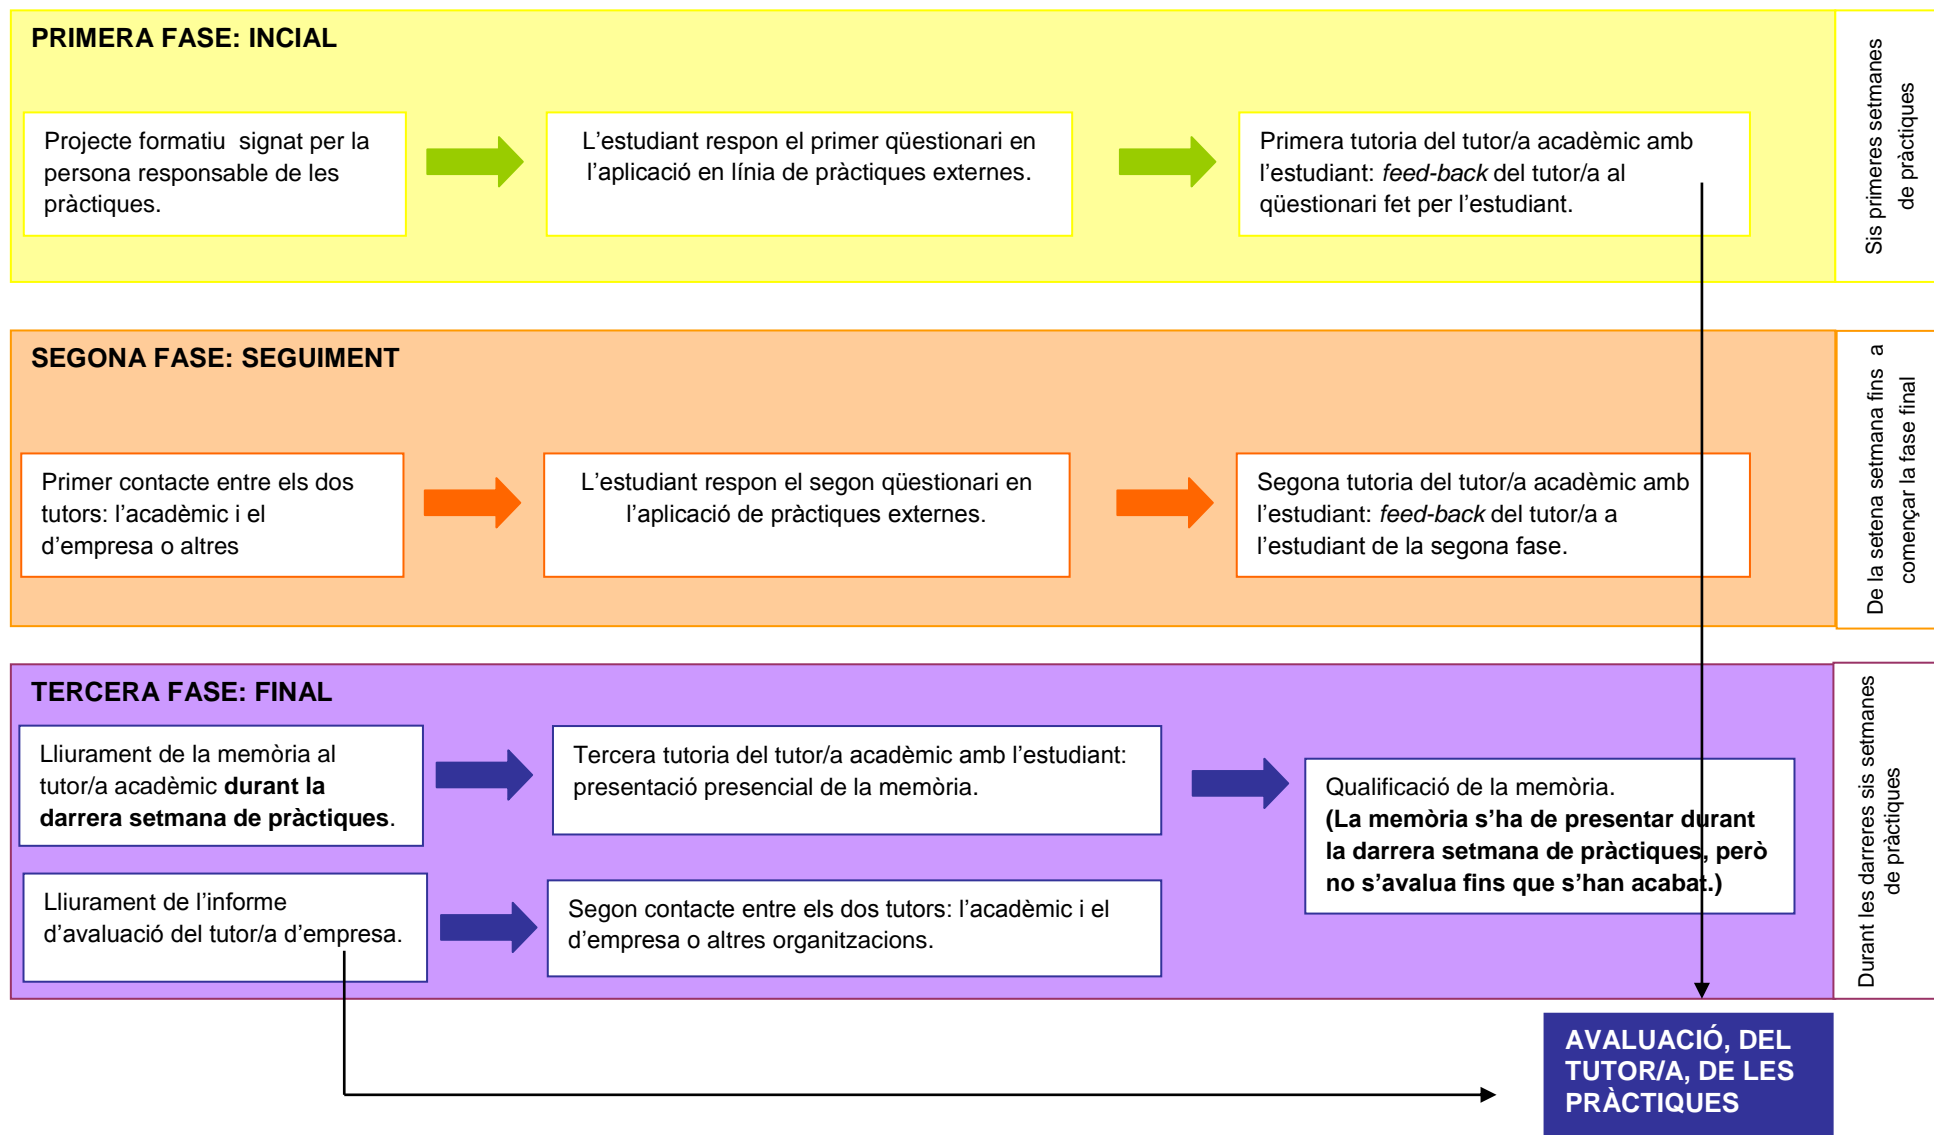 PRIMERA FASE: INCIAL
Projecte formatiu  signat per la
persona responsable de les
pràctiques.
L’estudiant respon el primer qüestionari en
l’aplicació en línia de pràctiques externes.
Primera tutoria del tutor/a acadèmic amb
l’estudiant: feed-back del tutor/a al
qüestionari fet per l’estudiant.
Sis primeres setmanes
de pràctiques
SEGONA FASE: SEGUIMENT
Primer contacte entre els dos
tutors: l’acadèmic i el
d’empresa o altres
L’estudiant respon el segon qüestionari en
l’aplicació de pràctiques externes.
Segona tutoria del tutor/a acadèmic amb
l’estudiant: feed-back del tutor/a a
l’estudiant de la segona fase.
De la setena setmana fins  a
començar la fase final
TERCERA FASE: FINAL
Lliurament de la memòria al
tutor/a acadèmic durant la
darrera setmana de pràctiques.
Tercera tutoria del tutor/a acadèmic amb l’estudiant:
presentació presencial de la memòria.
Qualificació de la memòria.
(La memòria s’ha de presentar durant
la darrera setmana de pràctiques, però
no s’avalua fins que s’han acabat.)
Lliurament de l’informe
d’avaluació del tutor/a d’empresa.
Segon contacte entre els dos tutors: l’acadèmic i el
d’empresa o altres organitzacions.
Durant les darreres sis setmanes
de pràctiques
AVALUACIÓ, DEL
TUTOR/A, DE LES
PRÀCTIQUES